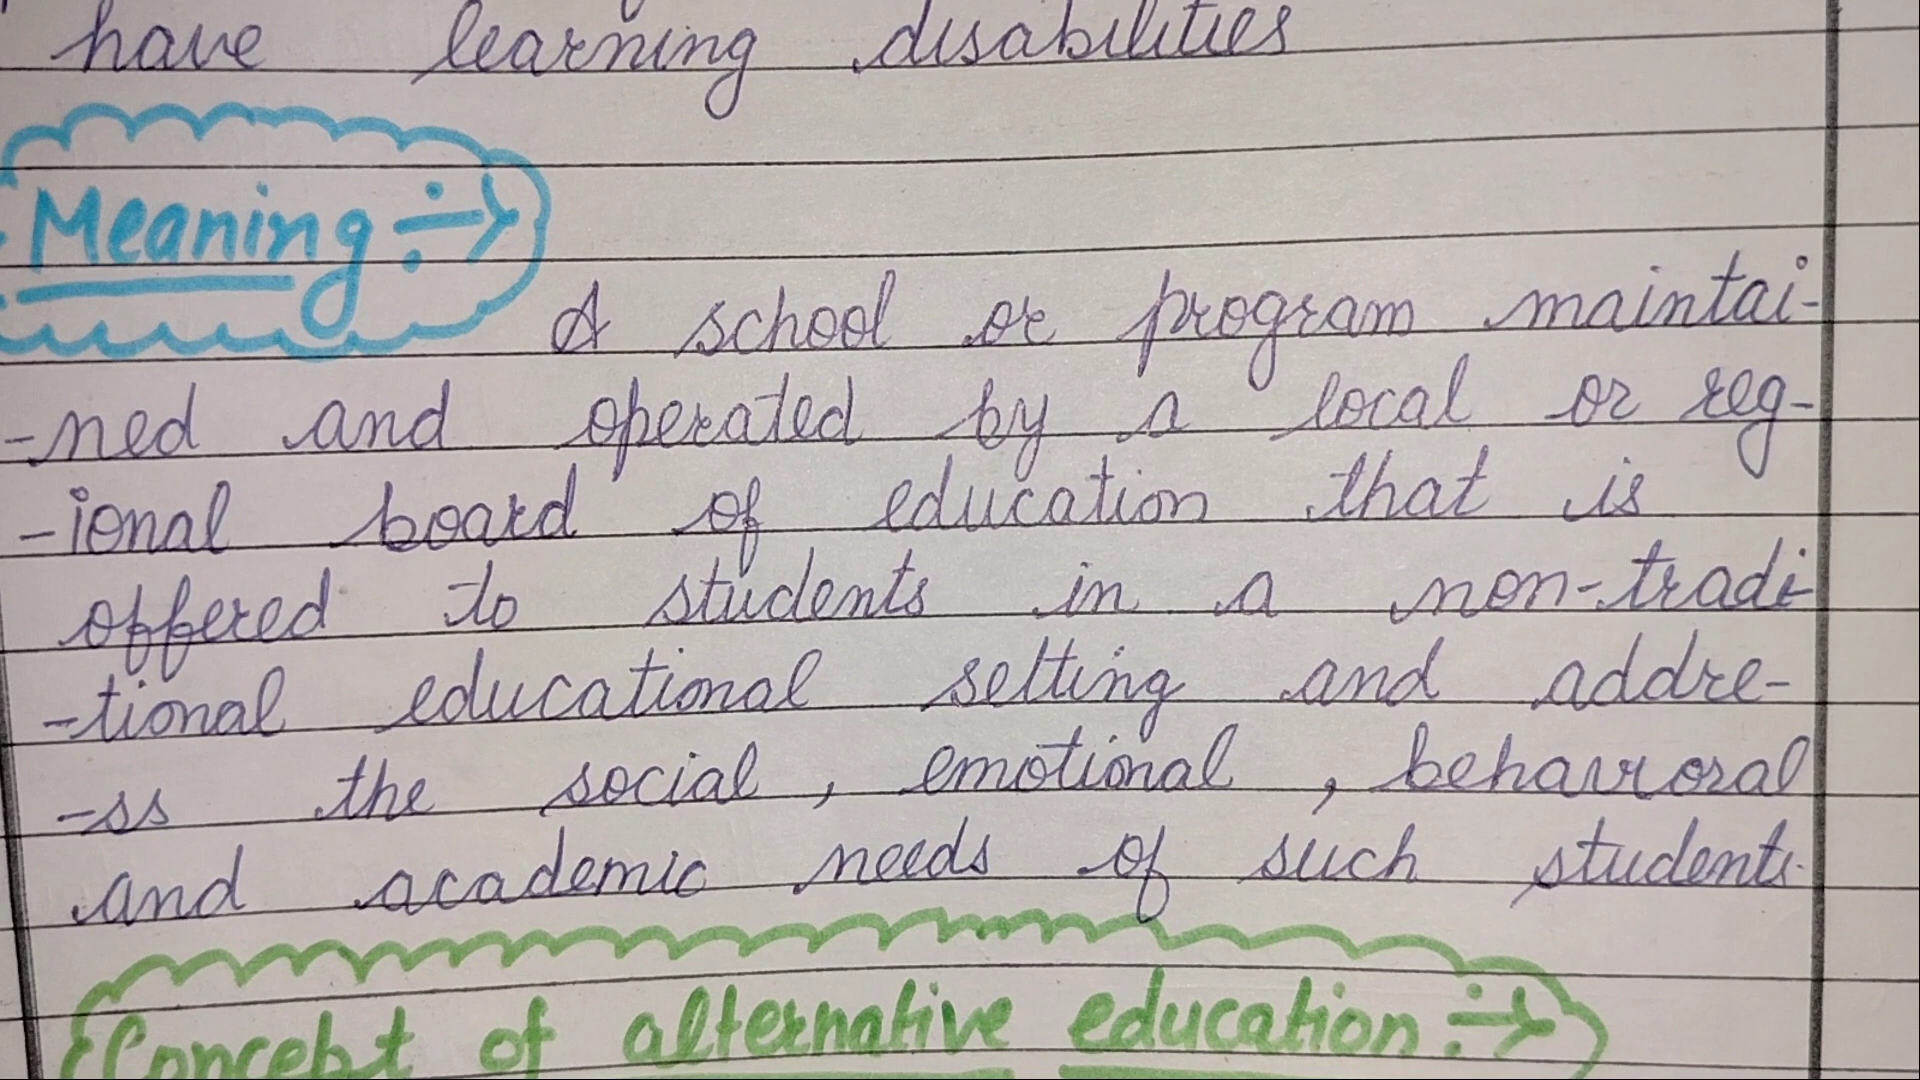 have learning disabilities
Meaning :->
A school or program maintai-
-ned and operated by a local or reg-
-ional board of education that is
offered to students in a non-tradi-
-tional educational setting and addre-
-ss the social, emotional, behavioral
and academic needs of such students.
Concept of alternative education :->